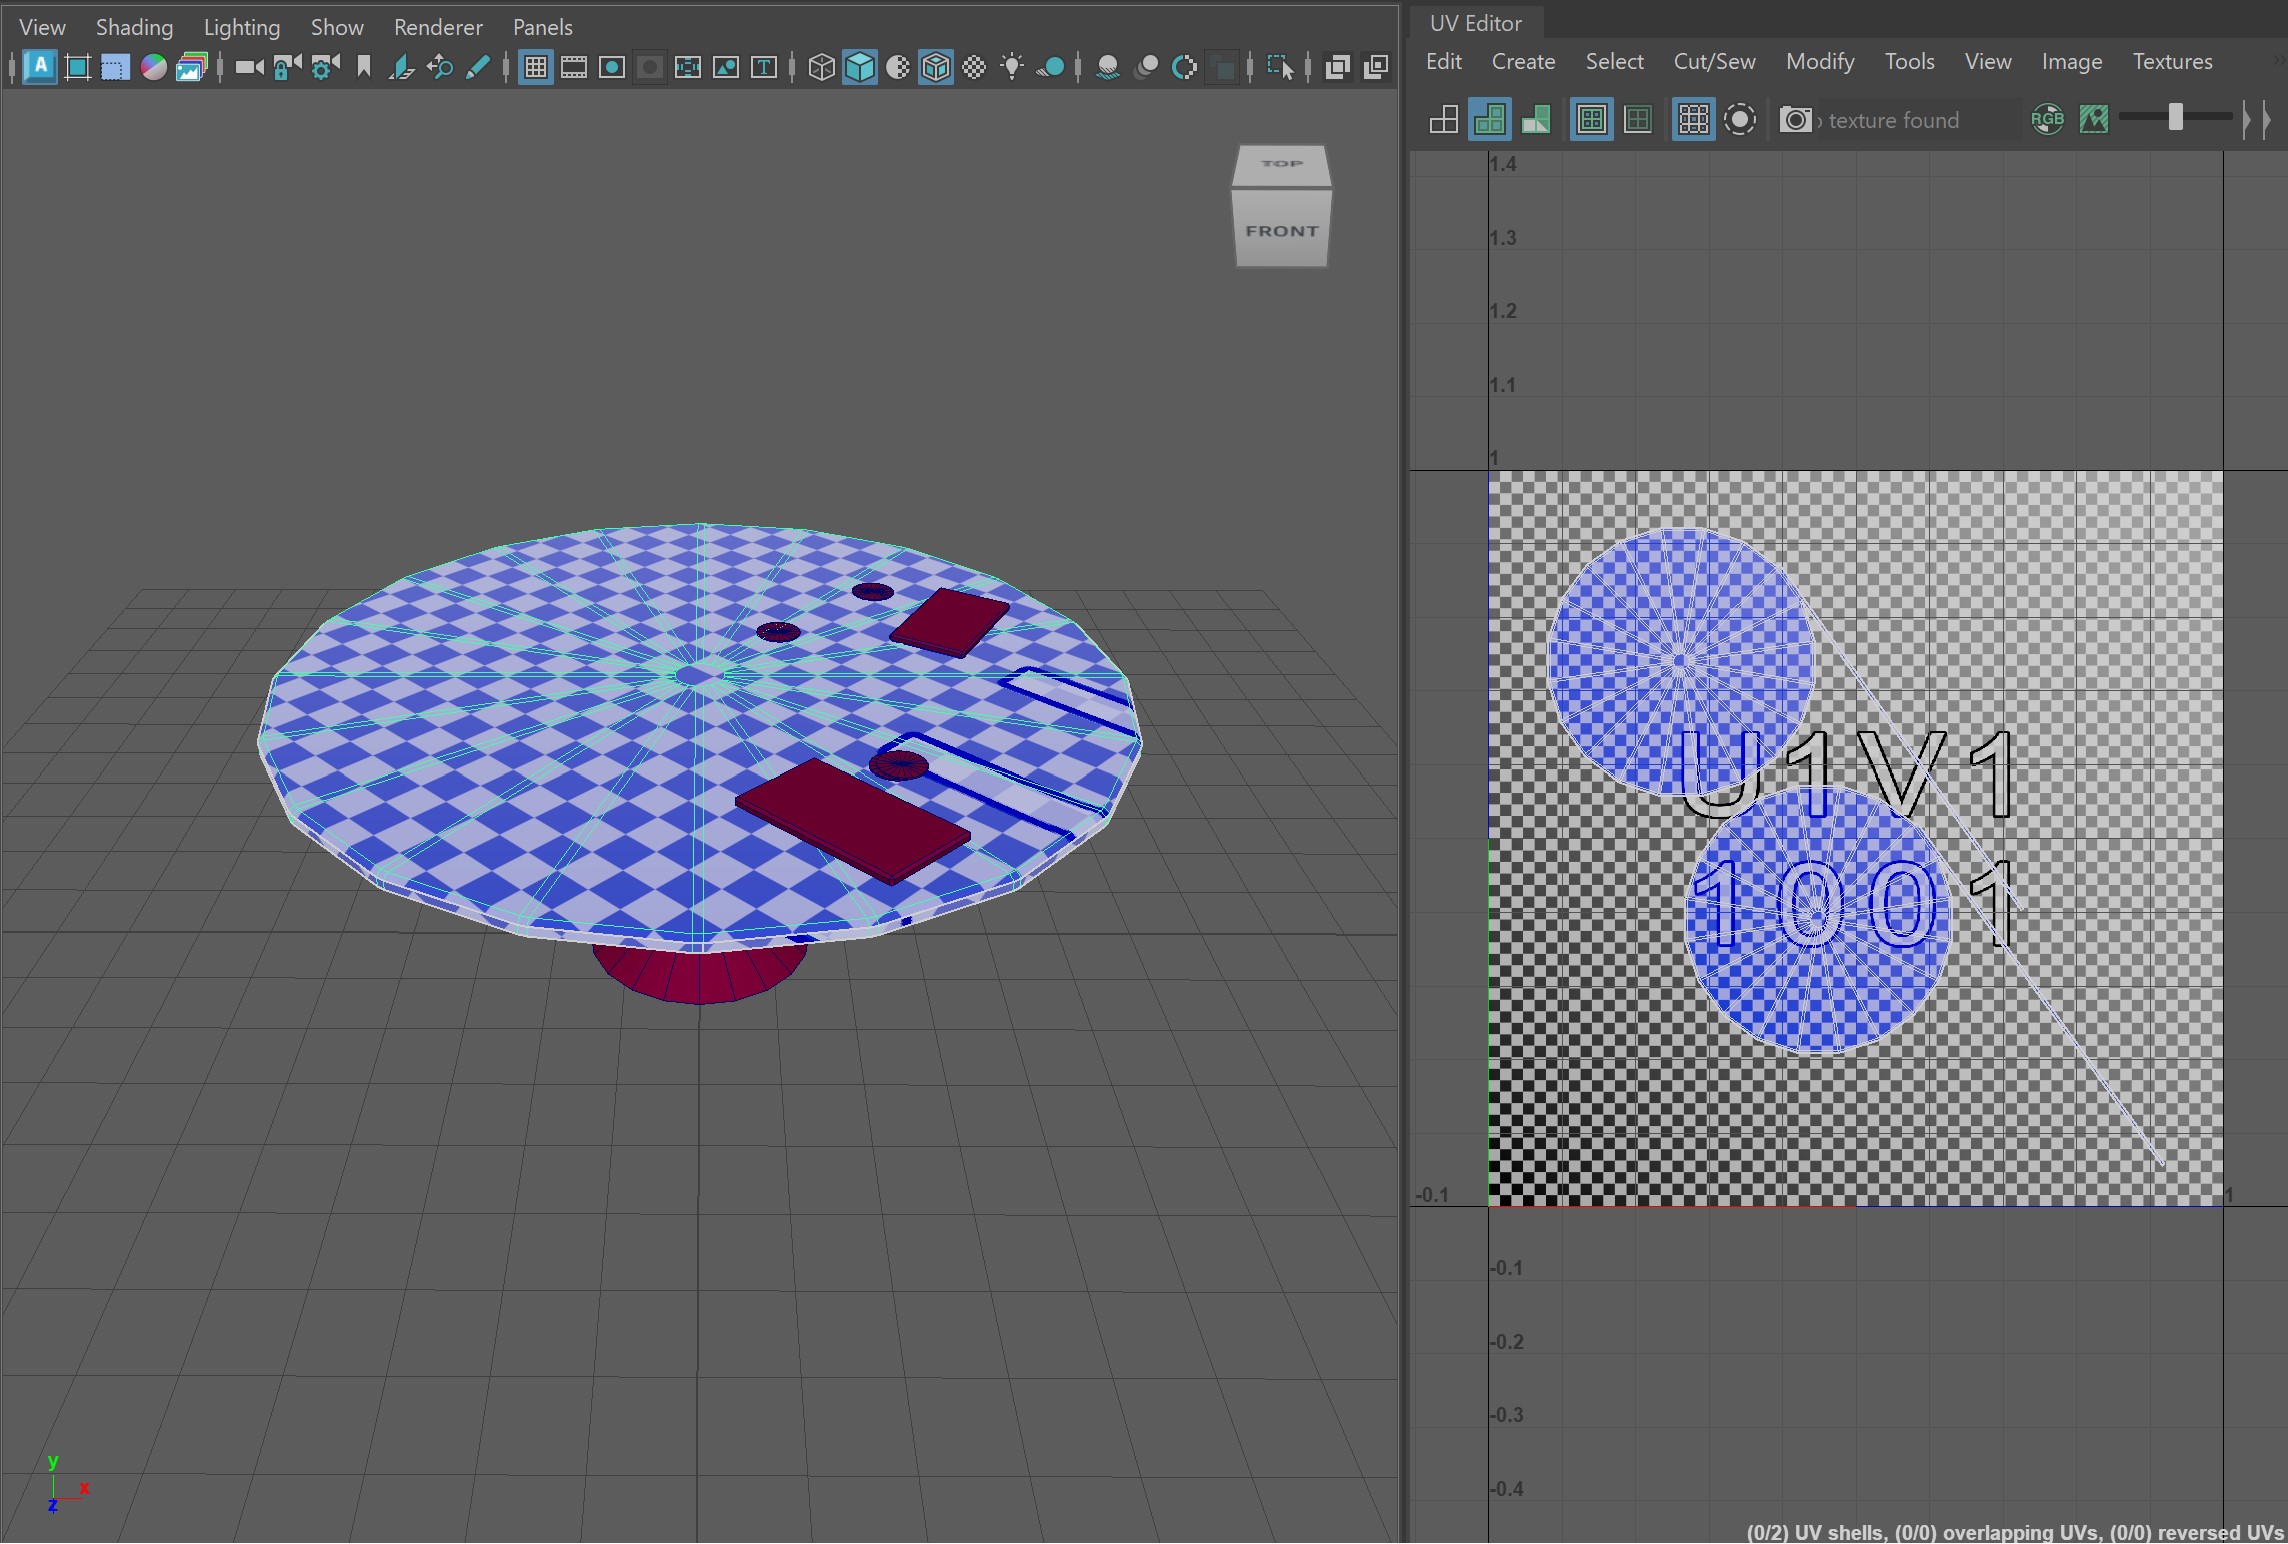 View Shading Lighting Show Renderer Panels
A
T
TOP
FRONT
y
x
z
UV Editor
Edit Create Select Cut/Sew Modify Tools View Image Textures
texture found
RGB
1.4
1.3
1.2
1.1
1
U1V1
1001
-0.1
1
-0.1
-0.2
-0.3
-0.4
(0/2) UV shells, (0/0) overlapping UVs, (0/0) reversed UVs